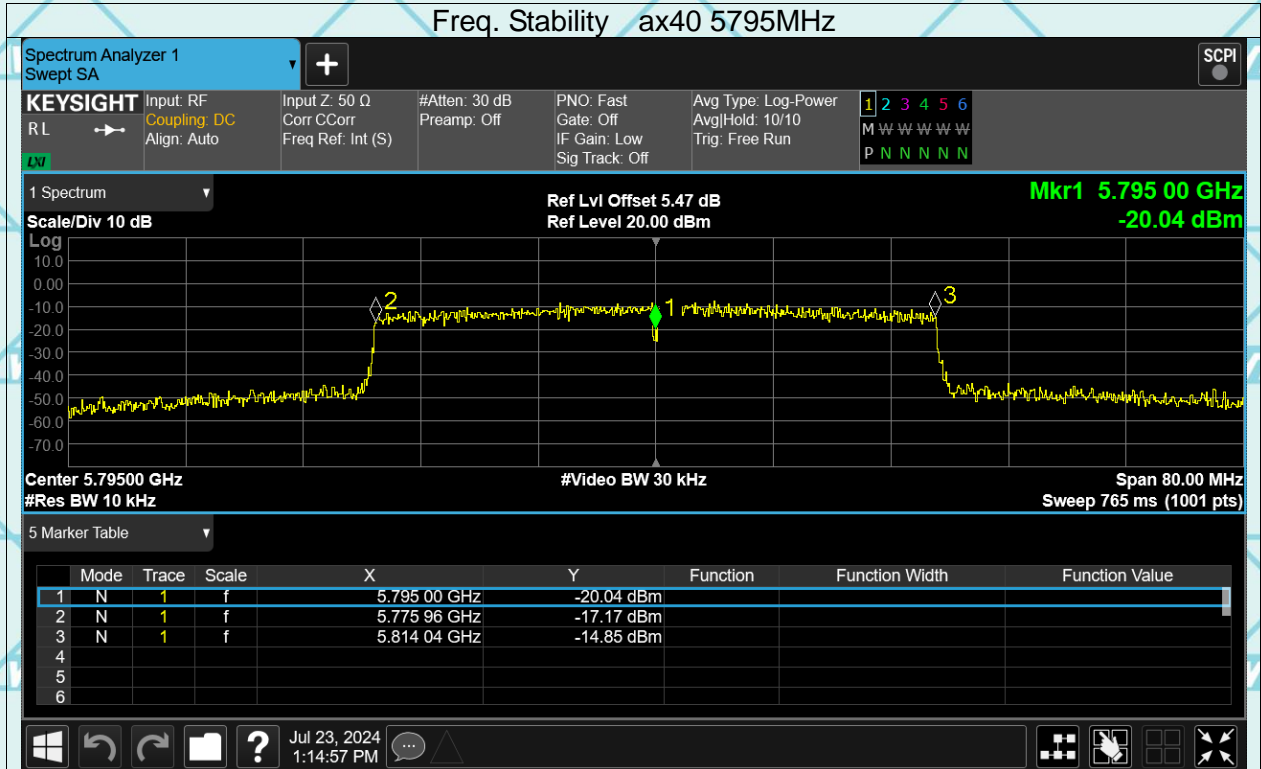 Freq. Stability ax40 5795MHz
Spectrum Analyzer 1
Swept SA
+
SCPI
KEYSIGHT
RL
LXI
Input: RF
Coupling: DC
Align: Auto
Input Z: 50 Ω
Corr CCorr
Freq Ref: Int (S)
#Atten: 30 dB
Preamp: Off
PNO: Fast
Gate: Off
IF Gain: Low
Sig Track: Off
Avg Type: Log-Power
Avg|Hold: 10/10
Trig: Free Run
1 2 3 4 5 6
M W W W W W
P N N N N N
1 Spectrum
Scale/Div 10 dB
Ref Lvl Offset 5.47 dB
Ref Level 20.00 dBm
Mkr1 5.795 00 GHz
-20.04 dBm
Log
10.0
0.00
-10.0
-20.0
-30.0
-40.0
-50.0
-60.0
-70.0
2
1
3
Center 5.79500 GHz
#Video BW 30 kHz
Span 80.00 MHz
#Res BW 10 kHz
Sweep 765 ms (1001 pts)
5 Marker Table
Mode Trace Scale X Y Function Function Width Function Value
1 N 1 f 5.795 00 GHz -20.04 dBm
2 N 1 f 5.775 96 GHz -17.17 dBm
3 N 1 f 5.814 04 GHz -14.85 dBm
4
5
6
?
Jul 23, 2024
1:14:57 PM